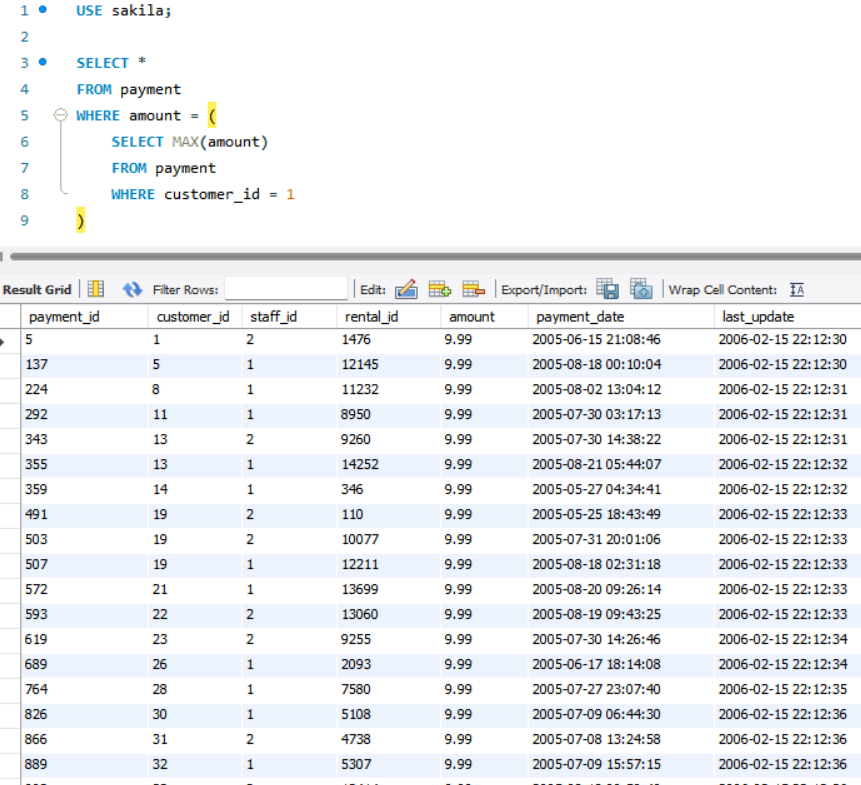 1 USE sakila;
2
3 SELECT *
4 FROM payment
5 WHERE amount = (
6 SELECT MAX(amount)
7 FROM payment
8 WHERE customer_id = 1
9 )
Result Grid Filter Rows: Edit: Export/Import: Wrap Cell Content: IA
payment_id customer_id staff_id rental_id amount payment_date last_update
5 1 2 1476 9.99 2005-06-15 21:08:46 2006-02-15 22:12:30
137 5 1 12145 9.99 2005-08-18 00:10:04 2006-02-15 22:12:30
224 8 1 11232 9.99 2005-08-02 13:04:12 2006-02-15 22:12:31
292 11 1 8950 9.99 2005-07-30 03:17:13 2006-02-15 22:12:31
343 13 2 9260 9.99 2005-07-30 14:38:22 2006-02-15 22:12:31
355 13 1 14252 9.99 2005-08-21 05:44:07 2006-02-15 22:12:32
359 14 1 346 9.99 2005-05-27 04:34:41 2006-02-15 22:12:32
491 19 2 110 9.99 2005-05-25 18:43:49 2006-02-15 22:12:33
503 19 2 10077 9.99 2005-07-31 20:01:06 2006-02-15 22:12:33
507 19 1 12211 9.99 2005-08-18 02:31:18 2006-02-15 22:12:33
572 21 1 13699 9.99 2005-08-20 09:26:14 2006-02-15 22:12:33
593 22 2 13060 9.99 2005-08-19 09:43:25 2006-02-15 22:12:33
619 23 2 9255 9.99 2005-07-30 14:26:46 2006-02-15 22:12:34
689 26 1 2093 9.99 2005-06-17 18:14:08 2006-02-15 22:12:34
764 28 1 7580 9.99 2005-07-27 23:07:40 2006-02-15 22:12:35
826 30 1 5108 9.99 2005-07-09 06:44:30 2006-02-15 22:12:36
866 31 2 4738 9.99 2005-07-08 13:24:58 2006-02-15 22:12:36
889 32 1 5307 9.99 2005-07-09 15:57:15 2006-02-15 22:12:36